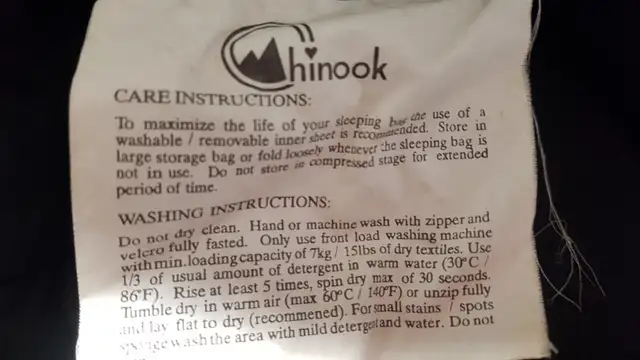 Chinook
CARE INSTRUCTIONS:
To maximize the life of your sleeping bag the use of a
washable / removable inner sheet is recommended. Store in
large storage bag or fold loosely whenever the sleeping bag is
not in use. Do not store in compressed stage for extended
period of time.
WASHING INSTRUCTIONS:
Do not dry clean. Hand or machine wash with zipper and
velcro fully fasted. Only use front load washing machine
with min. loading capacity of 7kg / 15lbs of dry textiles. Use
1/3 of usual amount of detergent in warm water (30°C /
86°F). Rise at least 5 times, spin dry max of 30 seconds.
Tumble dry in warm air (max 60°C / 140°F) or unzip fully
and lay flat to dry (recommened). For small stains / spots
wash the area with mild detergent and water. Do not